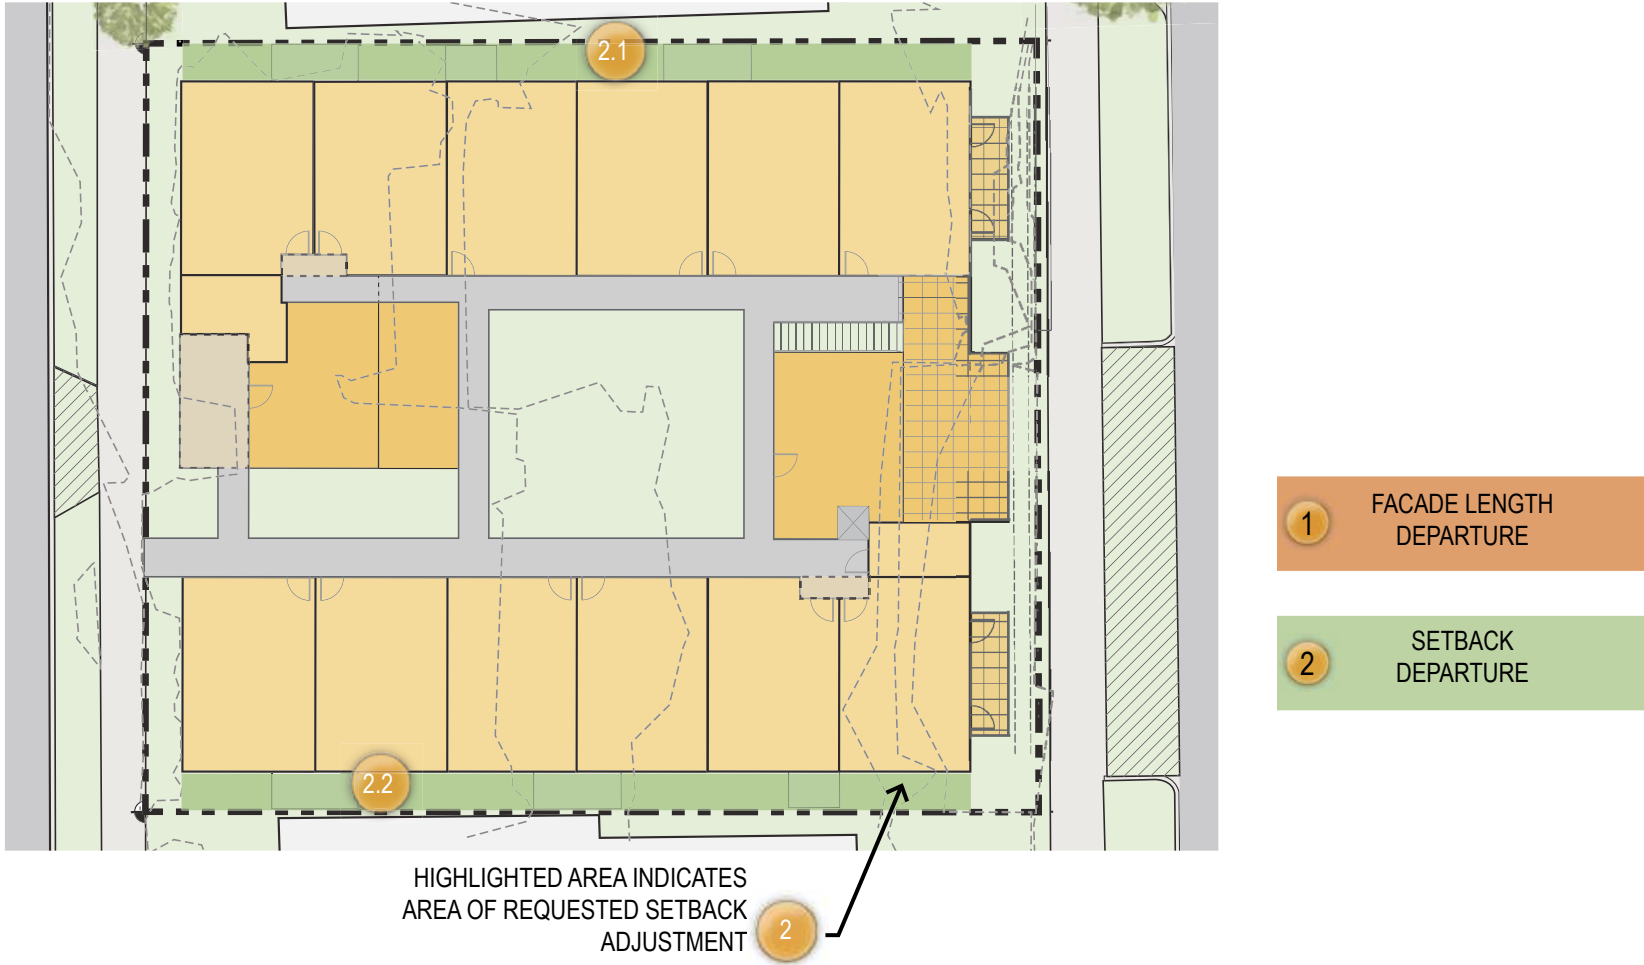 2.1
1
FACADE LENGTH
DEPARTURE
2
SETBACK
DEPARTURE
2.2
HIGHLIGHTED AREA INDICATES
AREA OF REQUESTED SETBACK
ADJUSTMENT
2